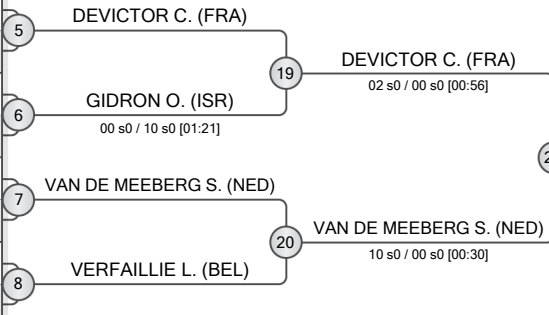 DEVICTOR C. (FRA)
5
19
DEVICTOR C. (FRA)
02 s0 / 00 s0 [00:56]
GIDRON O. (ISR)
6
00 s0 / 10 s0 [01:21]
VAN DE MEEBERG S. (NED)
7
20
VAN DE MEEBERG S. (NED)
10 s0 / 00 s0 [00:30]
VERFAILLIE L. (BEL)
8